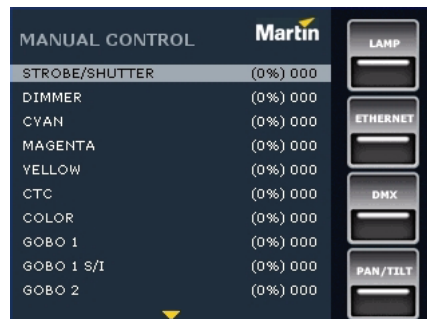 MANUAL CONTROL
Martin
STROBE/SHUTTER (0%) 000
DIMMER (0%) 000
CYAN (0%) 000
MAGENTA (0%) 000
YELLOW (0%) 000
CTC (0%) 000
COLOR (0%) 000
GOBO 1 (0%) 000
GOBO 1 S/I (0%) 000
GOBO 2 (0%) 000
LAMP
ETHERNET
DMX
PAN/TILT